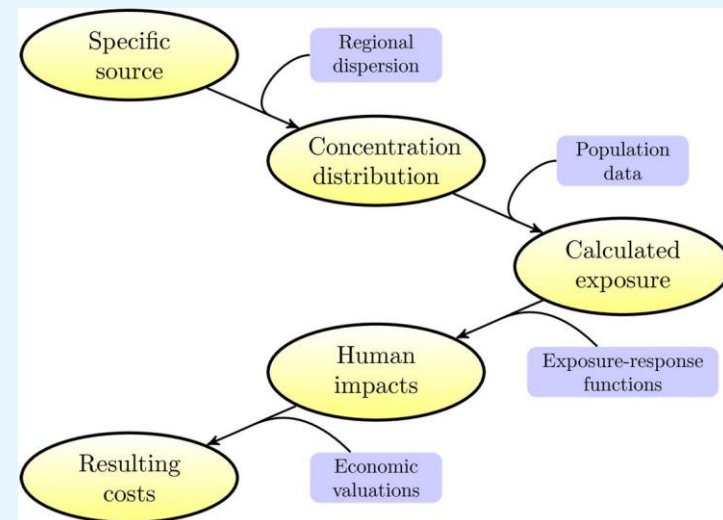 Specific
source
Regional
dispersion
Concentration
distribution
Population
data
Calculated
exposure
Human
impacts
Exposure-response
functions
Resulting
costs
Economic
valuations